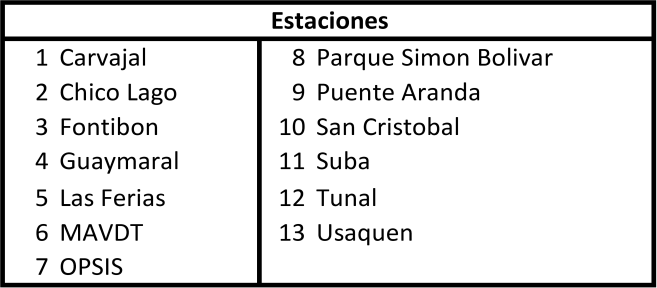 Estaciones
1 Carvajal
2 Chico Lago
3 Fontibon
4 Guaymaral
5 Las Ferias
6 MAVDT
7 OPSIS
8 Parque Simon Bolivar
9 Puente Aranda
10 San Cristobal
11 Suba
12 Tunal
13 Usaquen